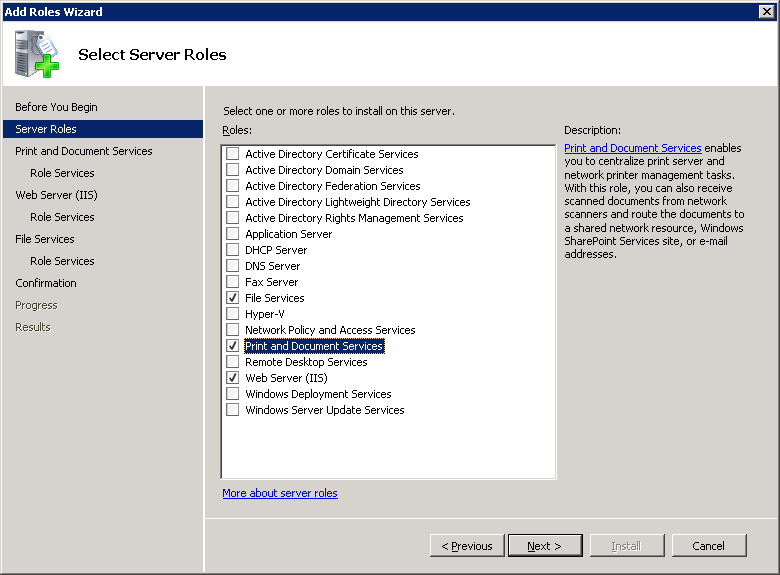 Add Roles Wizard
Select Server Roles
Before You Begin
Server Roles
Print and Document Services
Role Services
Web Server (IIS)
Role Services
File Services
Role Services
Confirmation
Progress
Results
Select one or more roles to install on this server.
Roles:
Active Directory Certificate Services
Active Directory Domain Services
Active Directory Federation Services
Active Directory Lightweight Directory Services
Active Directory Rights Management Services
Application Server
DHCP Server
DNS Server
Fax Server
File Services
Hyper-V
Network Policy and Access Services
Print and Document Services
Remote Desktop Services
Web Server (IIS)
Windows Deployment Services
Windows Server Update Services
More about server roles
Description:
Print and Document Services enables
you to centralize print server and
network printer management tasks.
With this role, you can also receive
scanned documents from network
scanners and route the documents to
a shared network resource, Windows
SharePoint Services site, or e-mail
addresses.
< Previous
Next >
Install
Cancel